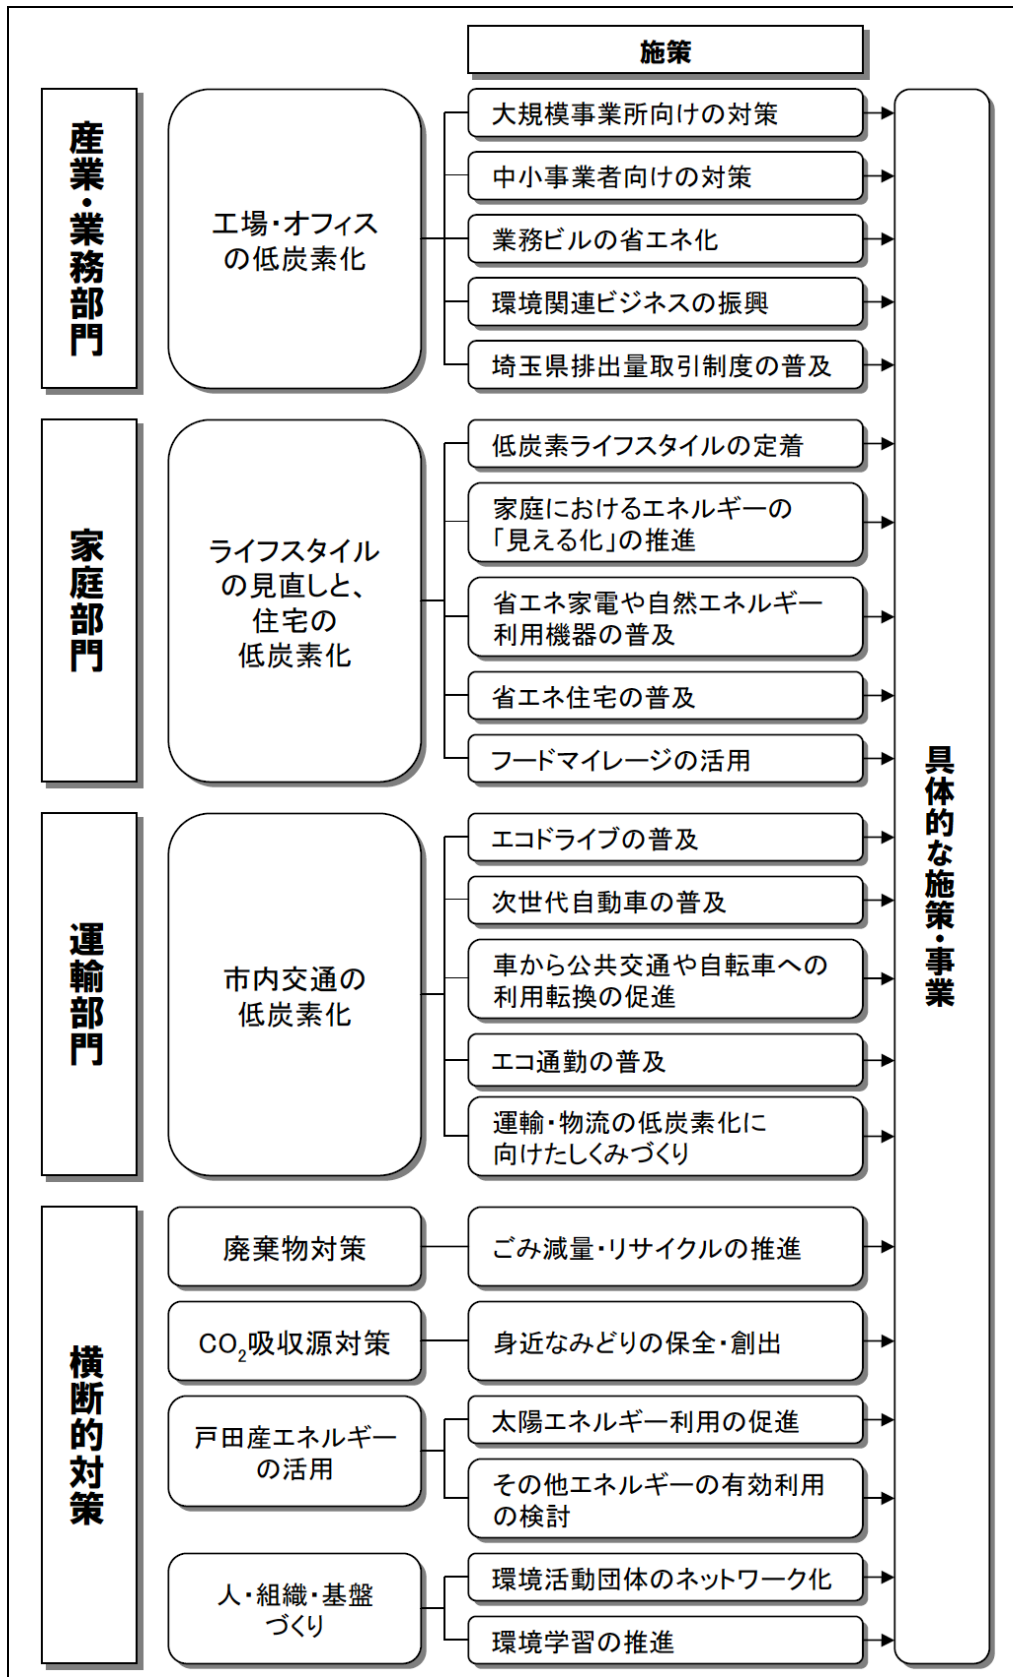 施策
産業・業務部門
工場・オフィス
の低炭素化
大規模事業所向けの対策
中小事業者向けの対策
業務ビルの省エネ化
環境関連ビジネスの振興
埼玉県排出量取引制度の普及
家庭部門
ライフスタイル
の見直しと、
住宅の
低炭素化
低炭素ライフスタイルの定着
家庭におけるエネルギーの
「見える化」の推進
省エネ家電や自然エネルギー
利用機器の普及
省エネ住宅の普及
フードマイレージの活用
運輸部門
市内交通の
低炭素化
エコドライブの普及
次世代自動車の普及
車から公共交通や自転車への
利用転換の促進
エコ通勤の普及
運輸・物流の低炭素化に
向けたしくみづくり
横断的対策
廃棄物対策
ごみ減量・リサイクルの推進
CO₂吸収源対策
身近なみどりの保全・創出
戸田産エネルギー
の活用
太陽エネルギー利用の促進
その他エネルギーの有効利用
の検討
人・組織・基盤
づくり
環境活動団体のネットワーク化
環境学習の推進
具体的な施策・事業